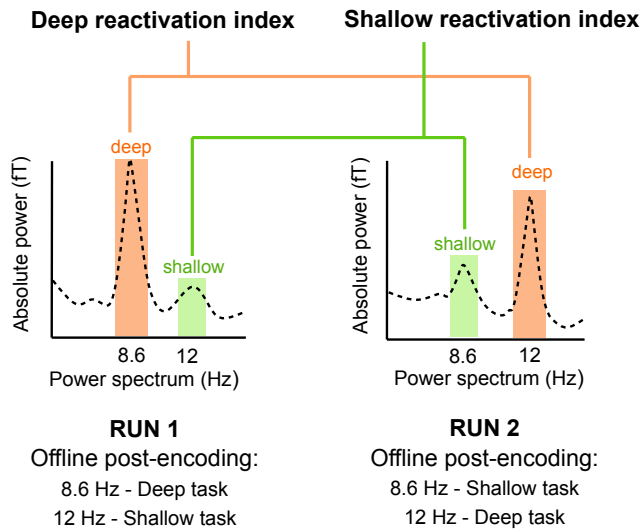 Deep reactivation index
Shallow reactivation index
deep
shallow
Absolute power (fT)
8.6
12
Power spectrum (Hz)
deep
shallow
Absolute power (fT)
8.6
12
Power spectrum (Hz)
RUN 1
Offline post-encoding:
8.6 Hz - Deep task
12 Hz - Shallow task
RUN 2
Offline post-encoding:
8.6 Hz - Shallow task
12 Hz - Deep task